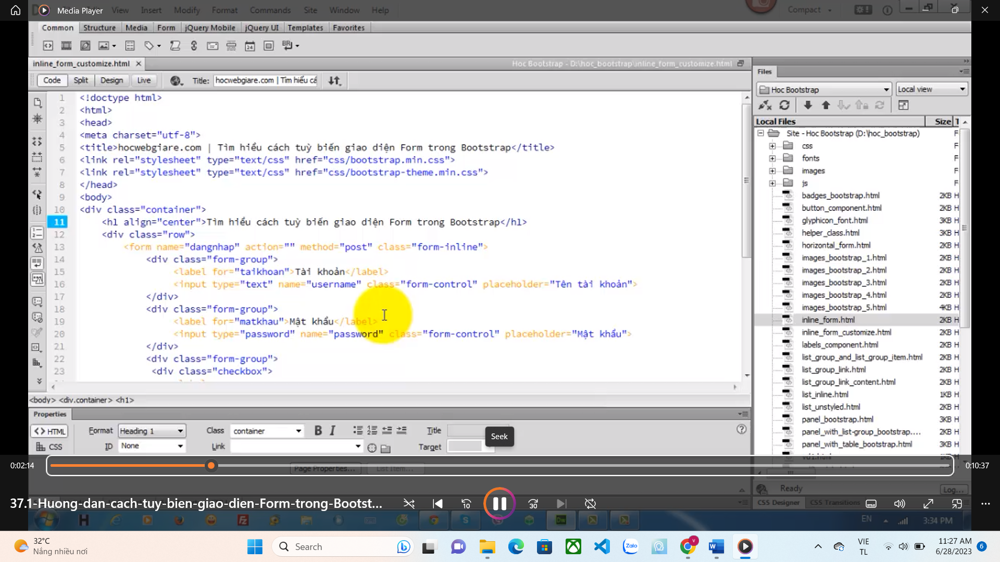 Media Player
View Insert Modify Format Commands Site Window Help
Compact
Common Structure Media Form jQuery Mobile jQuery UI Templates Favorites
inline_form_customize.html
Hoc Bootstrap - D:\hoc_bootstrap\inline_form_customize.html
Code Split Design Live Title: hocwebgiare.com | Tìm hiểu cá
1 <!doctype html>
2 <html>
3 <head>
4 <meta charset="utf-8">
5 <title>hocwebgiare.com | Tìm hiểu cách tuỳ biến giao diện Form trong Bootstrap</title>
6 <link rel="stylesheet" type="text/css" href="css/bootstrap.min.css">
7 <link rel="stylesheet" type="text/css" href="css/bootstrap-theme.min.css">
8 </head>
9 <body>
10 <div class="container">
11 <h1 align="center">Tìm hiểu cách tuỳ biến giao diện Form trong Bootstrap</h1>
12 <div class="row">
13 <form name="dangnhap" action="" method="post" class="form-inline">
14 <div class="form-group">
15 <label for="taikhoan">Tài khoản</label>
16 <input type="text" name="username" class="form-control" placeholder="Tên tài khoản">
17 </div>
18 <div class="form-group">
19 <label for="matkhau">Mật khẩu</label>
20 <input type="password" name="password" class="form-control" placeholder="Mật khẩu">
21 </div>
22 <div class="form-group">
23 <div class="checkbox">
<body> <div.container> <h1>
Files
Hoc Bootstrap Local view
Local Files Size T
Site - Hoc Bootstrap (D:\hoc_bootstrap) F
css F
fonts F
images F
js F
badges_bootstrap.html 2KB H
button_component.html 2KB H
glyphicon_font.html 2KB H
helper_class.html 3KB H
horizontal_form.html 2KB H
images_bootstrap_1.html 2KB H
images_bootstrap_2.html 2KB H
images_bootstrap_3.html 2KB H
images_bootstrap_4.html 2KB H
images_bootstrap_5.html 4KB H
inline_form.html 2KB H
inline_form_customize.html 2KB H
labels_component.html 2KB H
list_group_and_list_group_item.html 2KB H
list_group_link.html 2KB H
list_group_link_content.html 2KB H
list_inline.html 1KB H
list_unstyled.html 2KB H
panel_bootstrap.html 3KB H
panel_with_list-group_bootstrap.... 2KB H
panel_with_table_bootstrap.html 3KB H
Properties
<> HTML Format Heading 1 Class container B I Title
CSS ID None Link Target
Seek
0:02:14
0:10:37
Page Properties... List Item...
Ready Log...
CSS Designer CSS Transitions
37.1-Huong-dan-cach-tuy-bien-giao-dien-Form-trong-Bootst...
10 30
EN 3:34 PM
32°C
Nắng nhiều nơi
Search
Zalo
VIE
TL
11:27 AM
6/28/2023
6